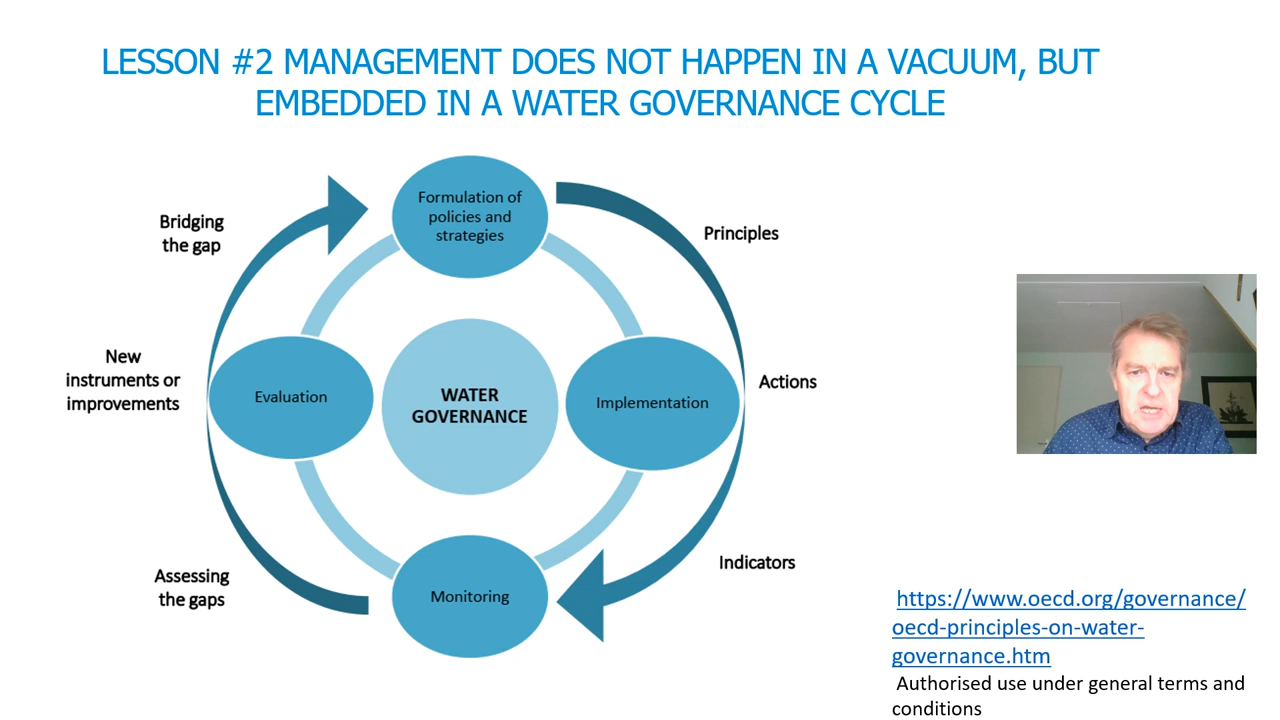 LESSON #2 MANAGEMENT DOES NOT HAPPEN IN A VACUUM, BUT
EMBEDDED IN A WATER GOVERNANCE CYCLE
Formulation of
policies and
strategies
Principles
Bridging
the gap
New
instruments or
improvements
Evaluation
WATER
GOVERNANCE
Implementation
Actions
Assessing
the gaps
Monitoring
Indicators
https://www.oecd.org/governance/
oecd-principles-on-water-
governance.htm
Authorised use under general terms and
conditions